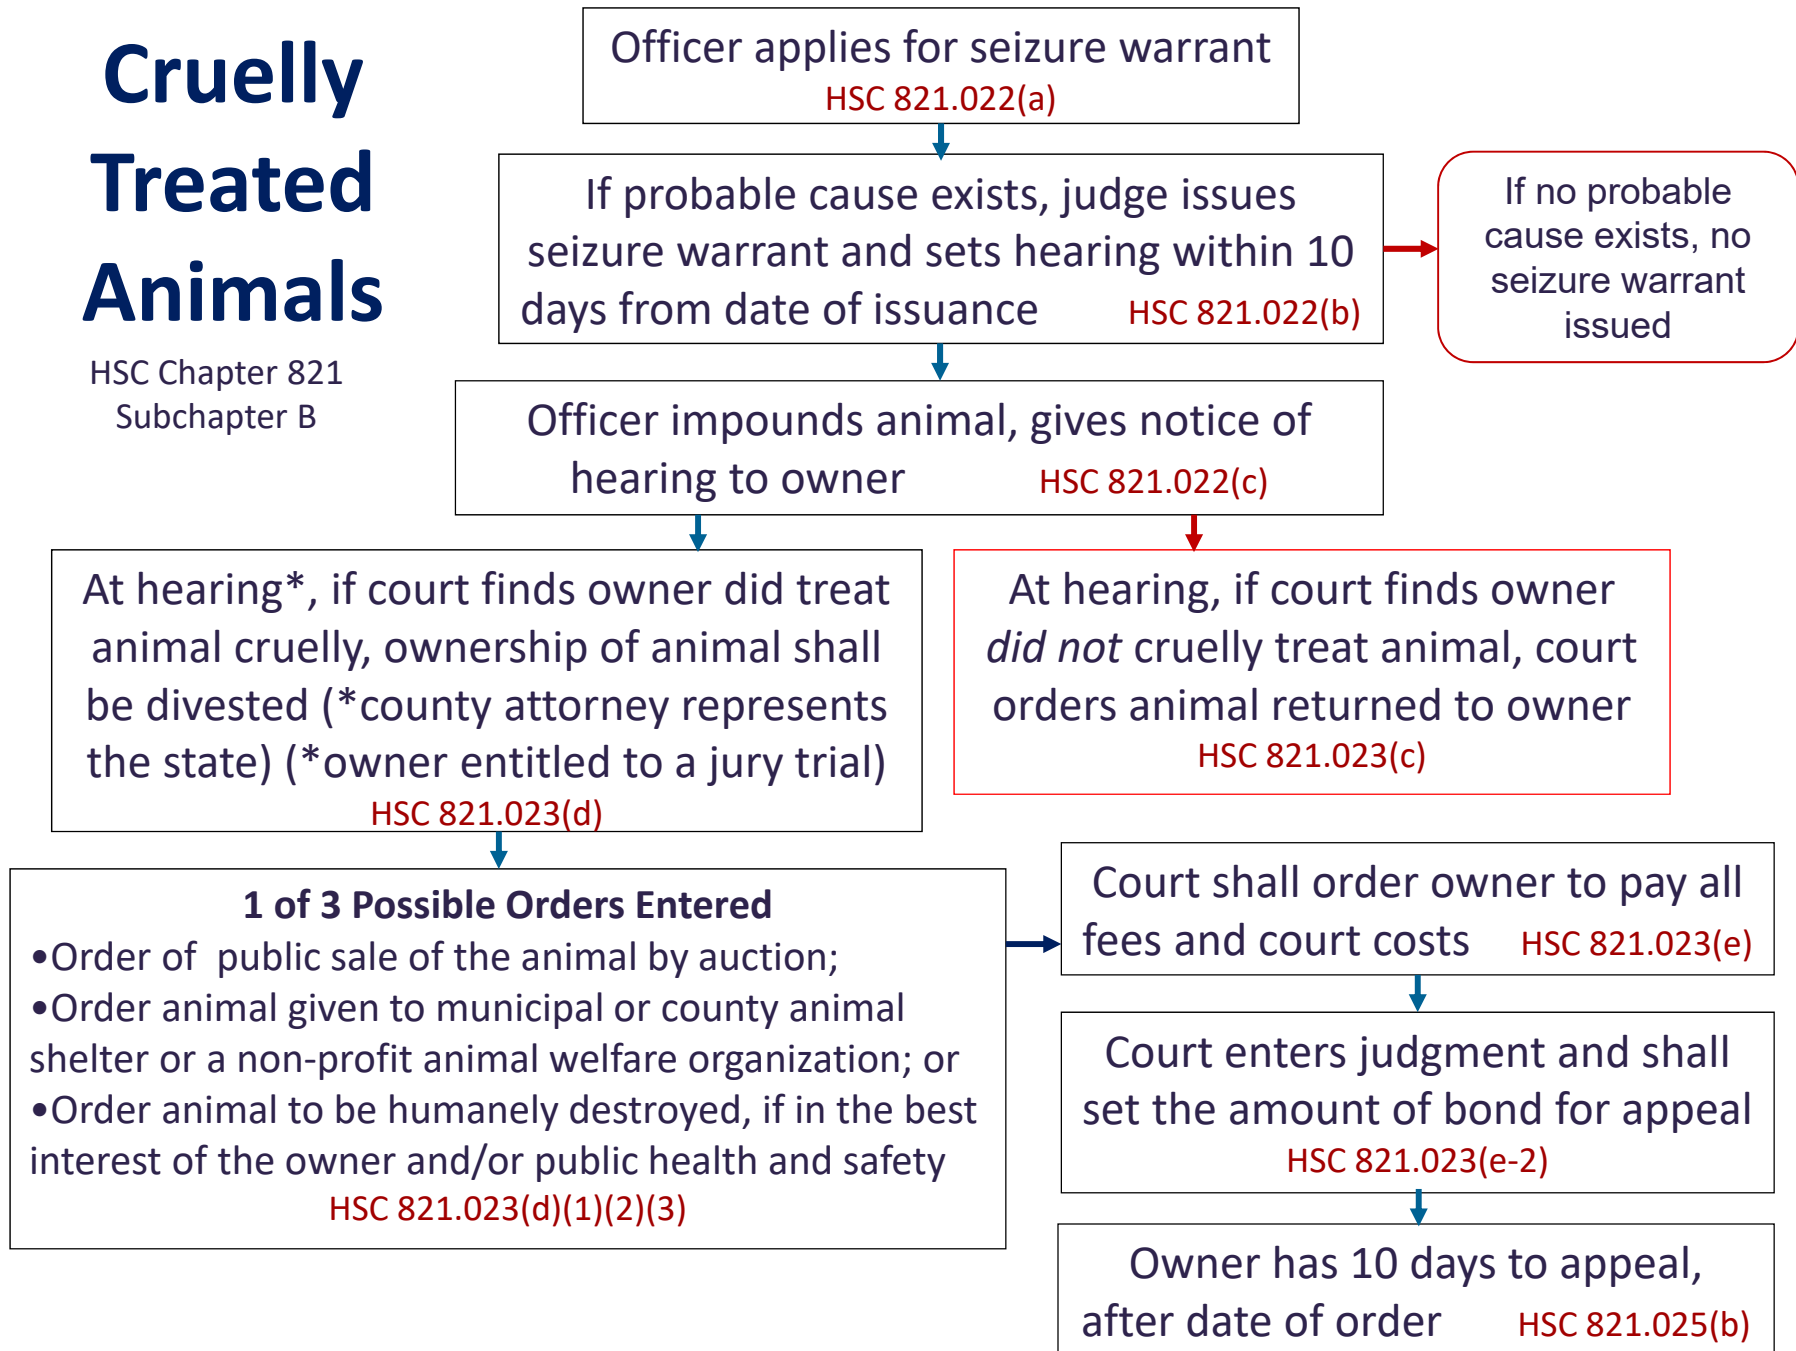 Cruelly
Treated
Animals
HSC Chapter 821
Subchapter B
Officer applies for seizure warrant
HSC 821.022(a)
If probable cause exists, judge issues
seizure warrant and sets hearing within 10
days from date of issuance HSC 821.022(b)
If no probable
cause exists, no
seizure warrant
issued
Officer impounds animal, gives notice of
hearing to owner HSC 821.022(c)
At hearing*, if court finds owner did treat
animal cruelly, ownership of animal shall
be divested (*county attorney represents
the state) (*owner entitled to a jury trial)
HSC 821.023(d)
At hearing, if court finds owner
did not cruelly treat animal, court
orders animal returned to owner
HSC 821.023(c)
1 of 3 Possible Orders Entered
•Order of public sale of the animal by auction;
•Order animal given to municipal or county animal
shelter or a non-profit animal welfare organization; or
•Order animal to be humanely destroyed, if in the best
interest of the owner and/or public health and safety
HSC 821.023(d)(1)(2)(3)
Court shall order owner to pay all
fees and court costs HSC 821.023(e)
Court enters judgment and shall
set the amount of bond for appeal
HSC 821.023(e-2)
Owner has 10 days to appeal,
after date of order HSC 821.025(b)